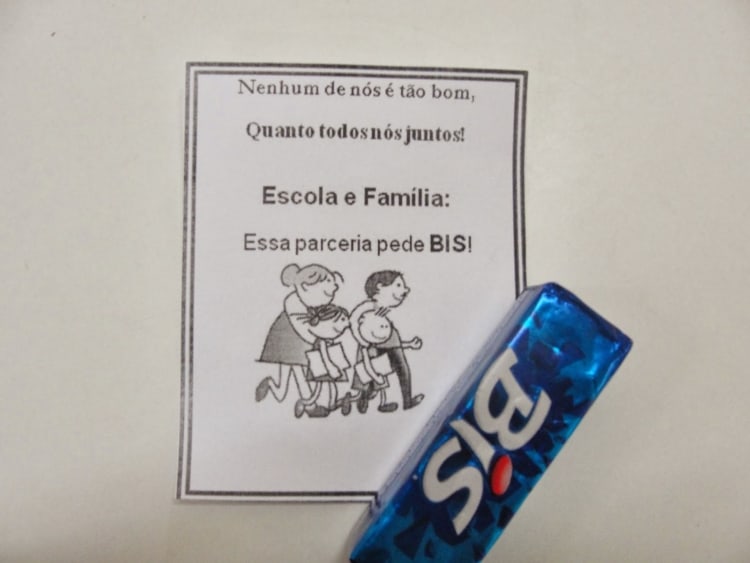 Nenhum de nós é tão bom,
Quanto todos nós juntos!
Escola e Família:
Essa parceria pede BIS!
BIS